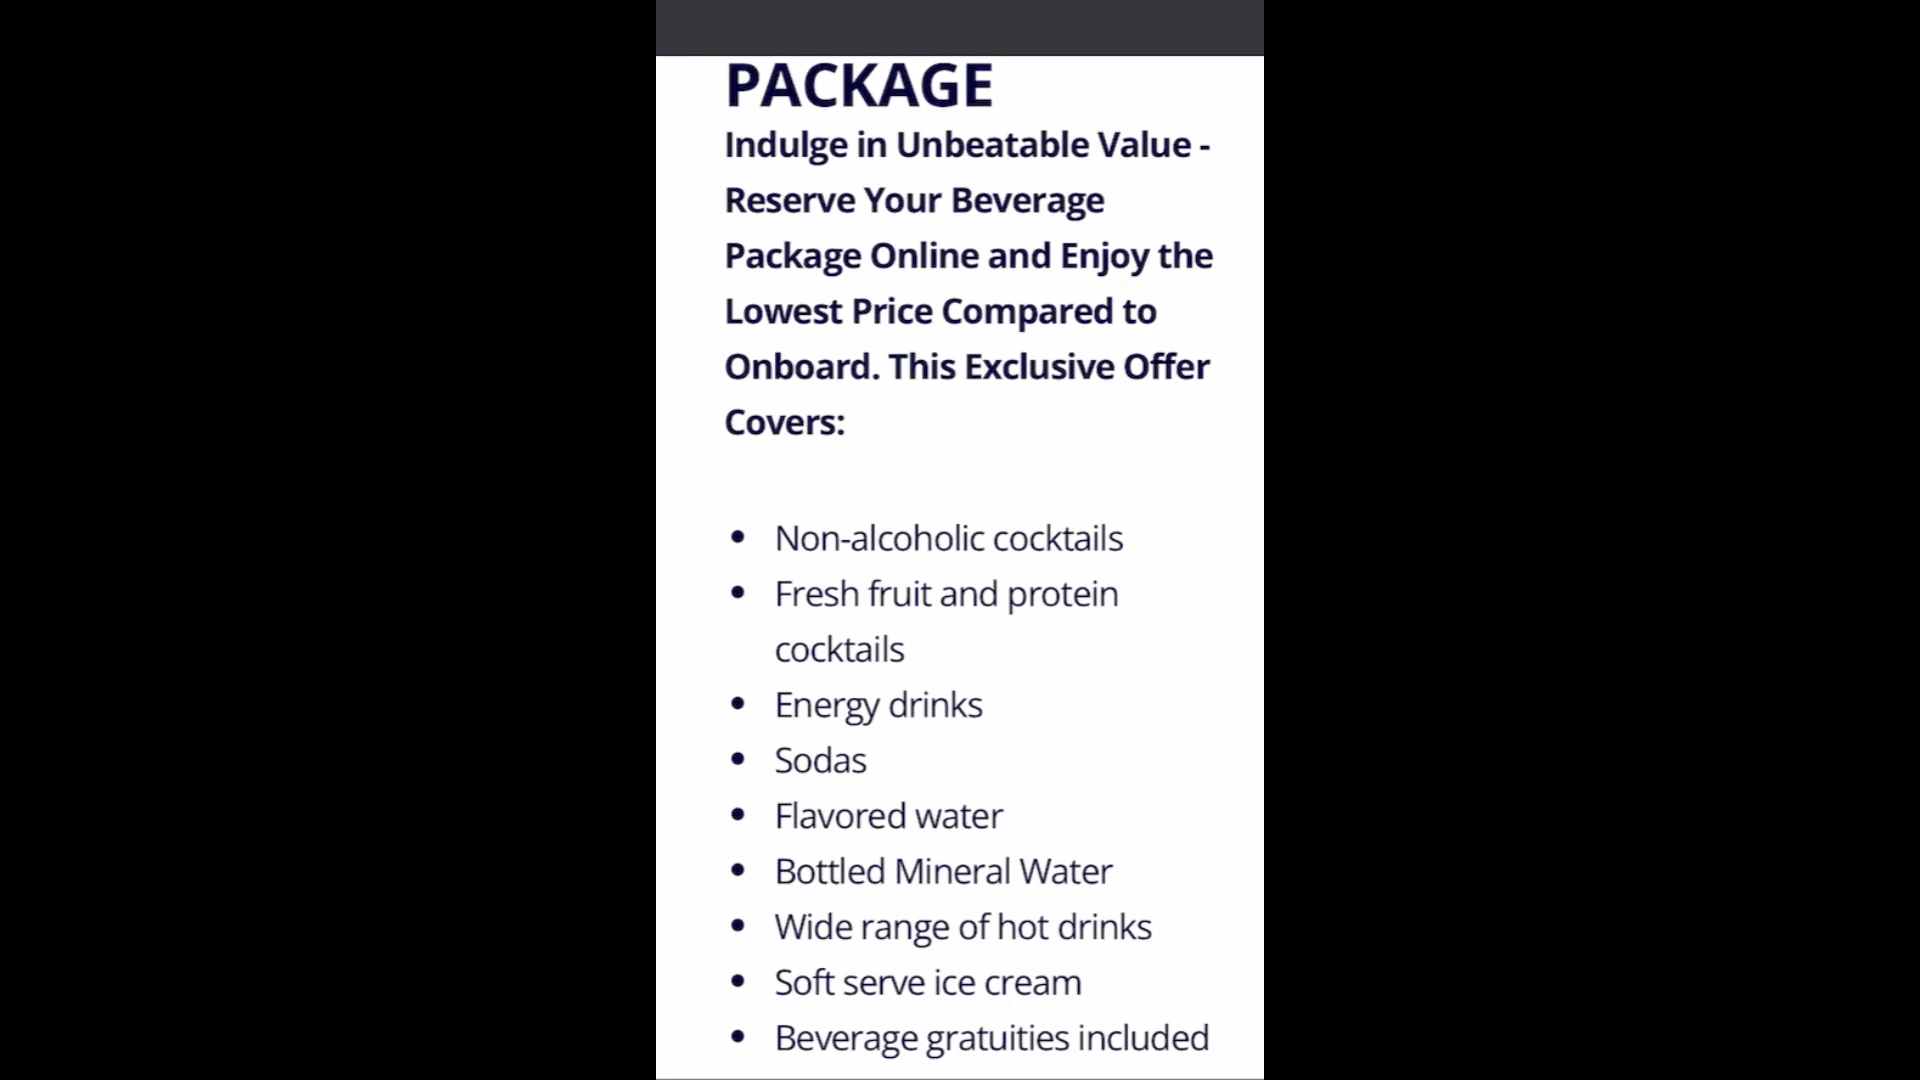 PACKAGE
Indulge in Unbeatable Value -
Reserve Your Beverage
Package Online and Enjoy the
Lowest Price Compared to
Onboard. This Exclusive Offer
Covers:
• Non-alcoholic cocktails
• Fresh fruit and protein
cocktails
• Energy drinks
• Sodas
• Flavored water
• Bottled Mineral Water
• Wide range of hot drinks
• Soft serve ice cream
• Beverage gratuities included